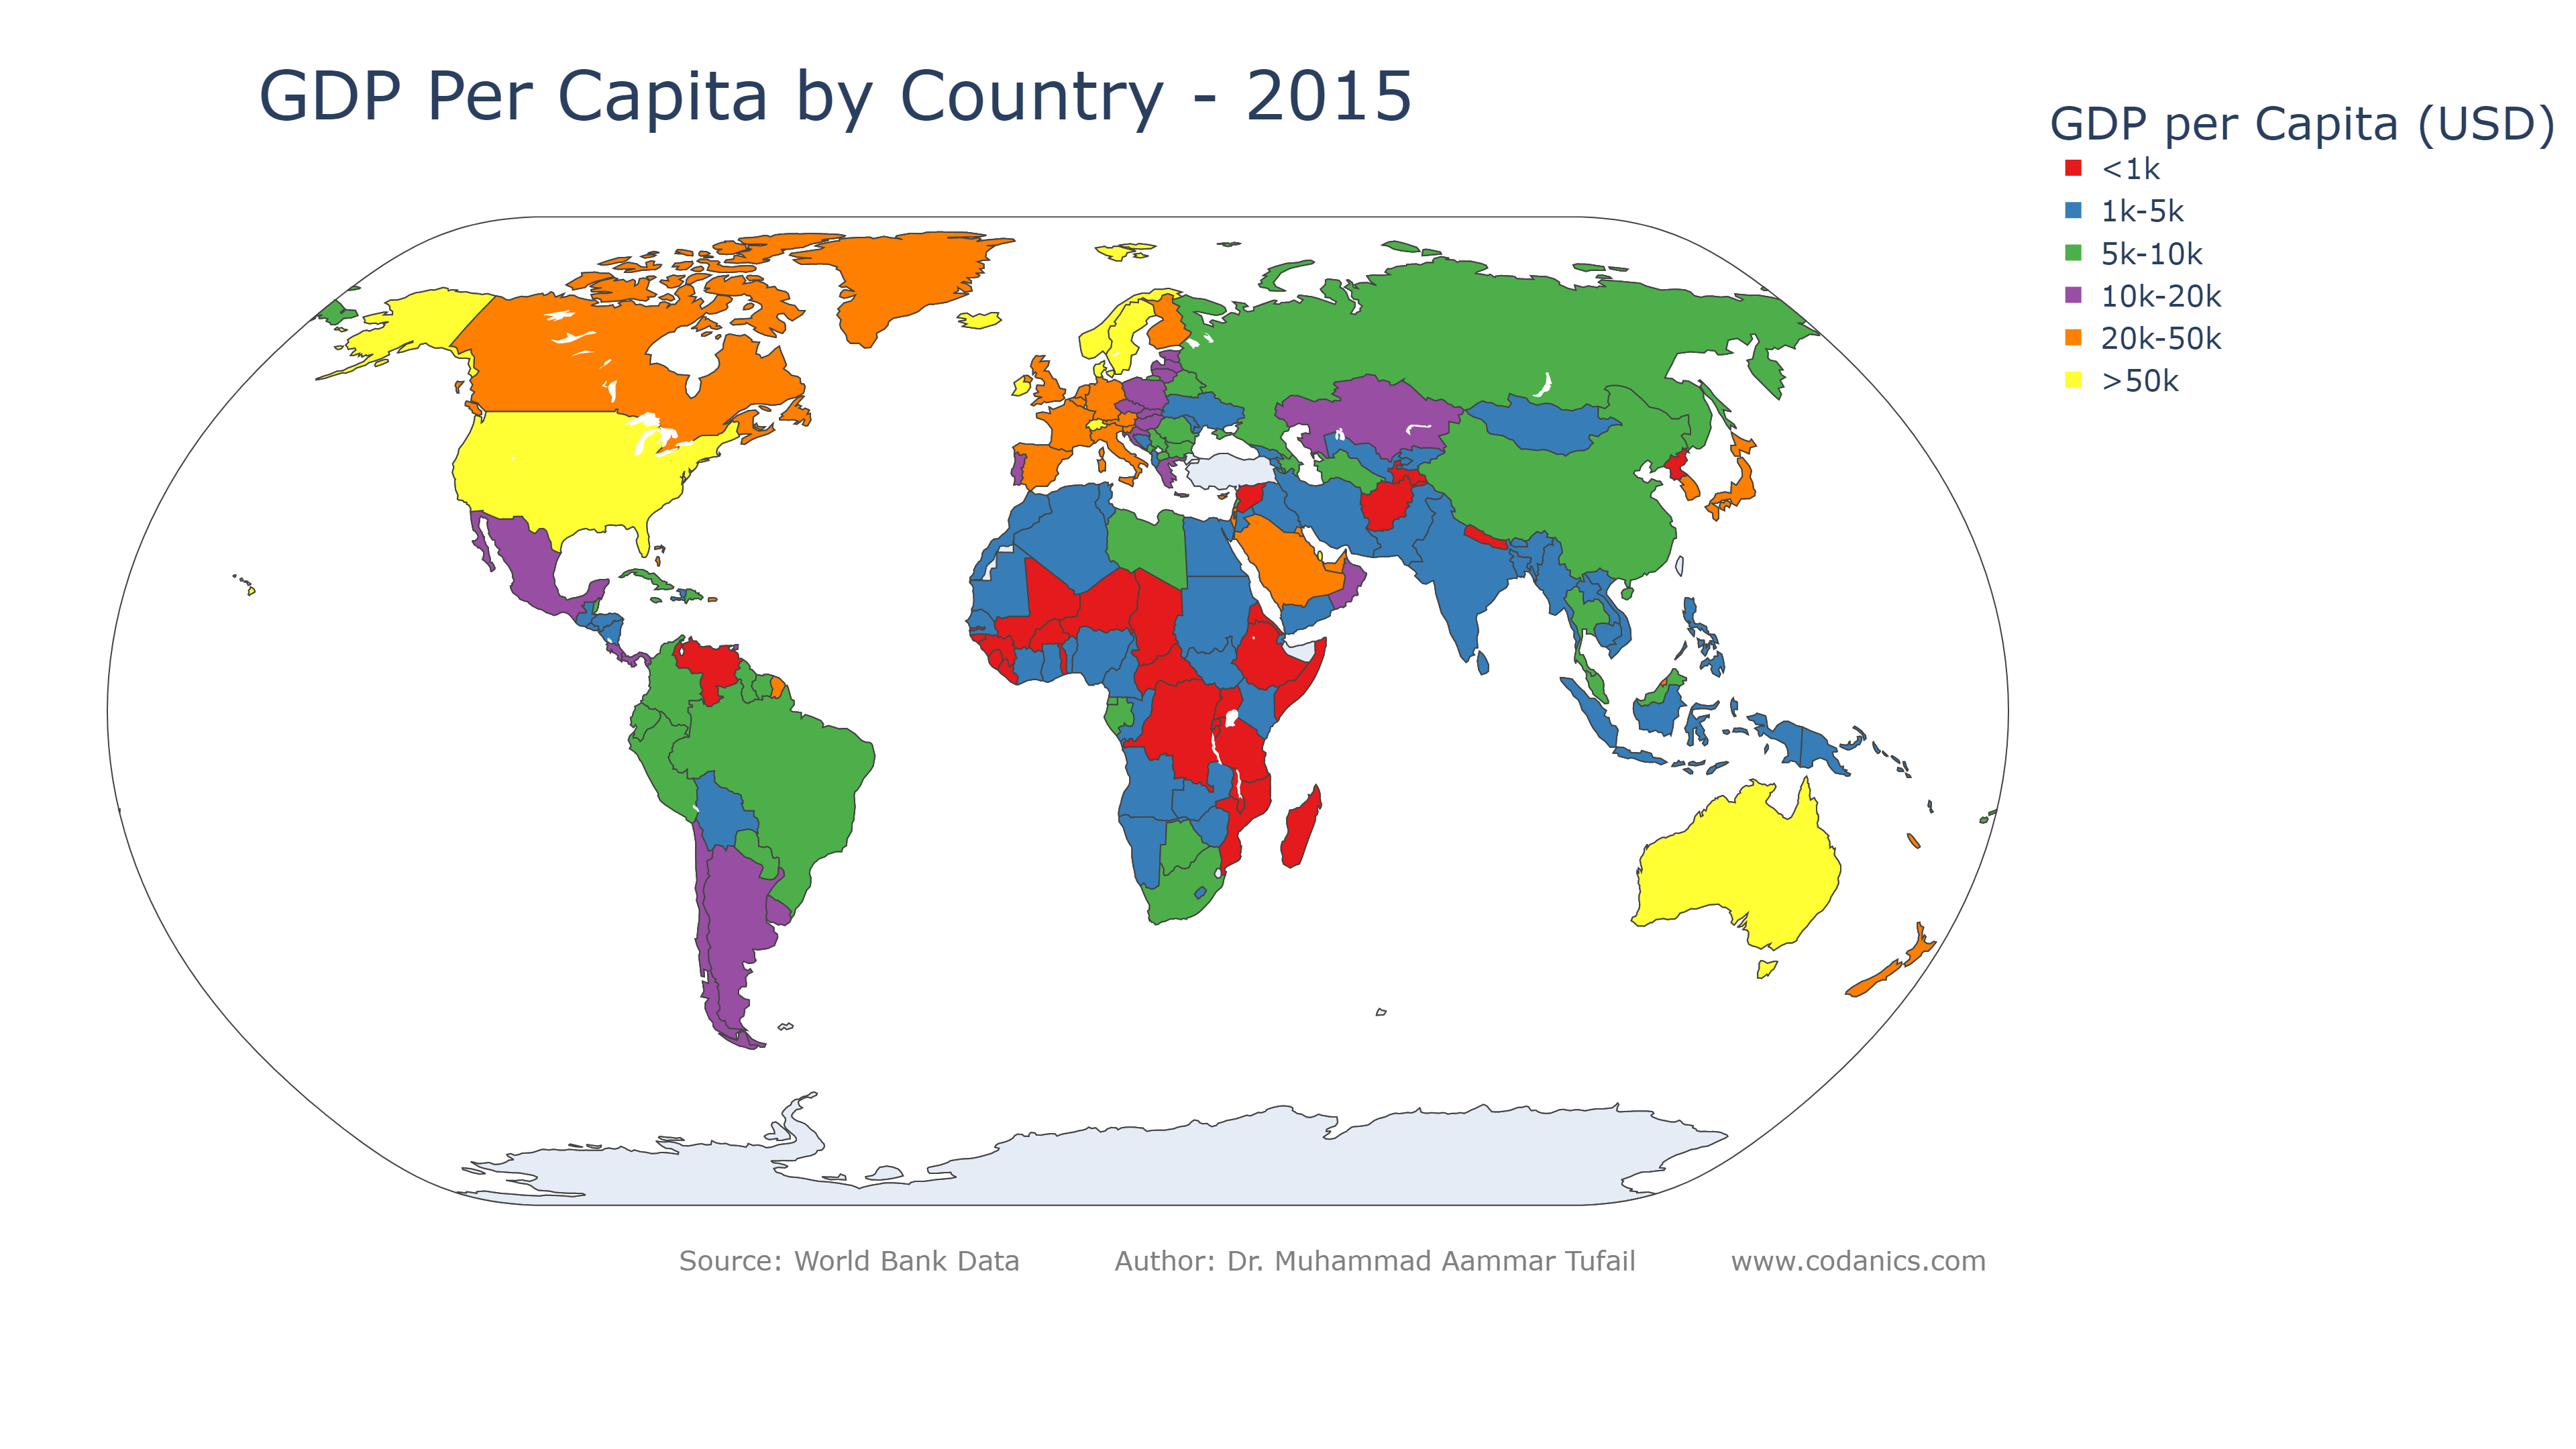 GDP Per Capita by Country - 2015
GDP per Capita (USD)
<1k
1k-5k
5k-10k
10k-20k
20k-50k
>50k
Source: World Bank Data Author: Dr. Muhammad Aammar Tufail www.codanics.com